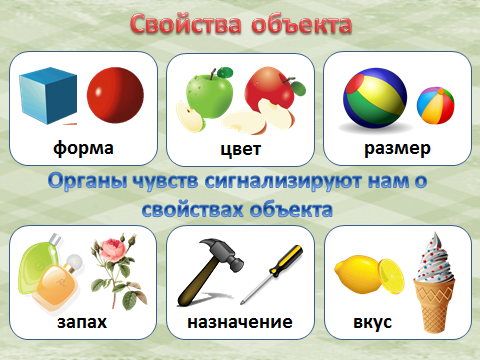 Свойства объекта
форма
цвет
размер
Органы чувств сигнализируют нам о
свойствах объекта
запах
назначение
вкус